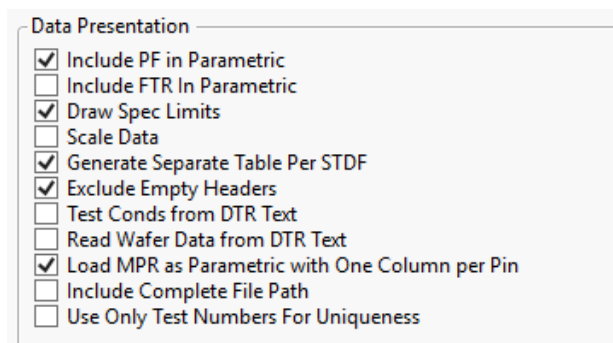 Data Presentation
Include PF in Parametric
Include FTR In Parametric
Draw Spec Limits
Scale Data
Generate Separate Table Per STDF
Exclude Empty Headers
Test Conds from DTR Text
Read Wafer Data from DTR Text
Load MPR as Parametric with One Column per Pin
Include Complete File Path
Use Only Test Numbers For Uniqueness